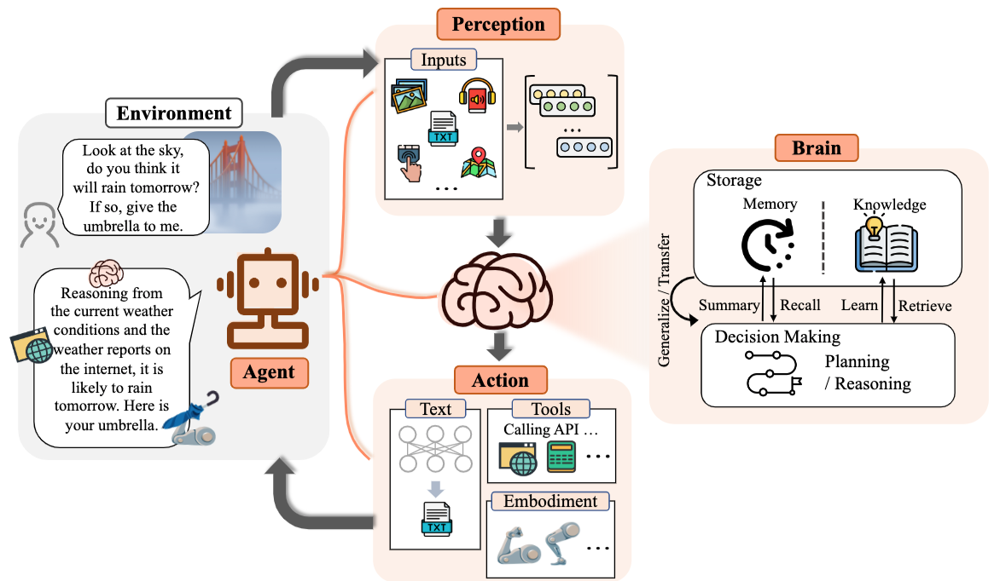 Perception
Inputs
TXT
...
...
Environment
Look at the sky,
do you think it
will rain tomorrow?
If so, give the
umbrella to me.
Reasoning from
the current weather
conditions and the
weather reports on
the internet, it is
likely to rain
tomorrow. Here is
your umbrella.
Agent
Brain
Storage
Memory
Knowledge
Generalize / Transfer
Summary
Recall
Learn
Retrieve
Decision Making
Planning
/ Reasoning
Action
Text
TXT
Tools
Calling API ...
...
Embodiment
...